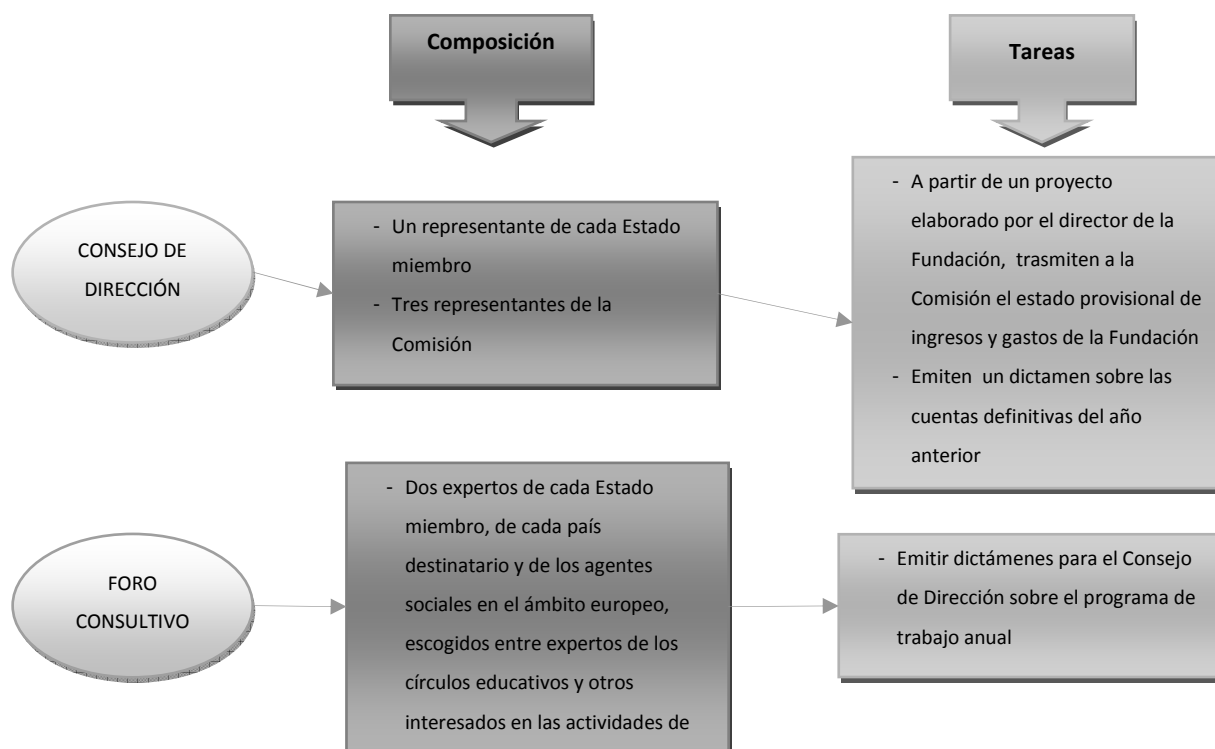 Composición
Tareas
CONSEJO DE
DIRECCIÓN
- Un representante de cada Estado
miembro
- Tres representantes de la
Comisión
- A partir de un proyecto
elaborado por el director de la
Fundación, trasmiten a la
Comisión el estado provisional de
ingresos y gastos de la Fundación
- Emiten un dictamen sobre las
cuentas definitivas del año
anterior
FORO
CONSULTIVO
- Dos expertos de cada Estado
miembro, de cada país
destinatario y de los agentes
sociales en el ámbito europeo,
escogidos entre expertos de los
círculos educativos y otros
interesados en las actividades de
- Emitir dictámenes para el Consejo
de Dirección sobre el programa de
trabajo anual